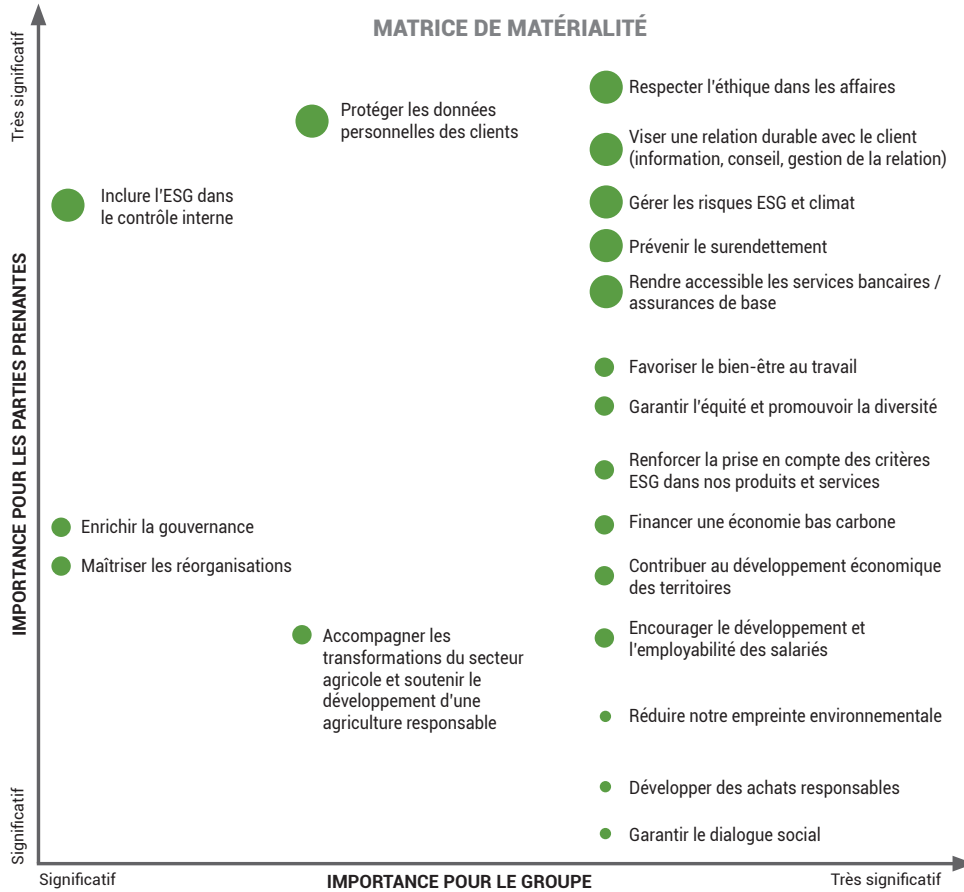 MATRICE DE MATÉRIALITÉ
Très significatif
IMPORTANCE POUR LES PARTIES PRENANTES
Significatif
Respecter l'éthique dans les affaires
Protéger les données
personnelles des clients
Viser une relation durable avec le client
(information, conseil, gestion de la relation)
Inclure l'ESG dans
le contrôle interne
Gérer les risques ESG et climat
Prévenir le surendettement
Rendre accessible les services bancaires /
assurances de base
Favoriser le bien-être au travail
Garantir l'équité et promouvoir la diversité
Renforcer la prise en compte des critères
ESG dans nos produits et services
Enrichir la gouvernance
Financer une économie bas carbone
Maîtriser les réorganisations
Contribuer au développement économique
des territoires
Accompagner les
transformations du secteur
agricole et soutenir le
développement d'une
agriculture responsable
Encourager le développement et
l'employabilité des salariés
Réduire notre empreinte environnementale
Développer des achats responsables
Garantir le dialogue social
Significatif
IMPORTANCE POUR LE GROUPE
Très significatif